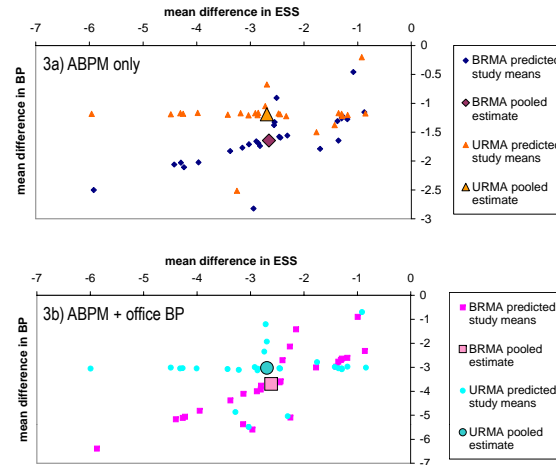 mean difference in ESS
-7 -6 -5 -4 -3 -2 -1 0
3a) ABPM only
mean difference in BP
0
-0.5
-1
-1.5
-2
-2.5
-3
BRMA predicted
study means
BRMA pooled
estimate
URMA predicted
study means
URMA pooled
estimate
mean difference in ESS
-7 -6 -5 -4 -3 -2 -1 0
3b) ABPM + office BP
mean difference in BP
0
-1
-2
-3
-4
-5
-6
-7
BRMA predicted
study means
BRMA pooled
estimate
URMA predicted
study means
URMA pooled
estimate